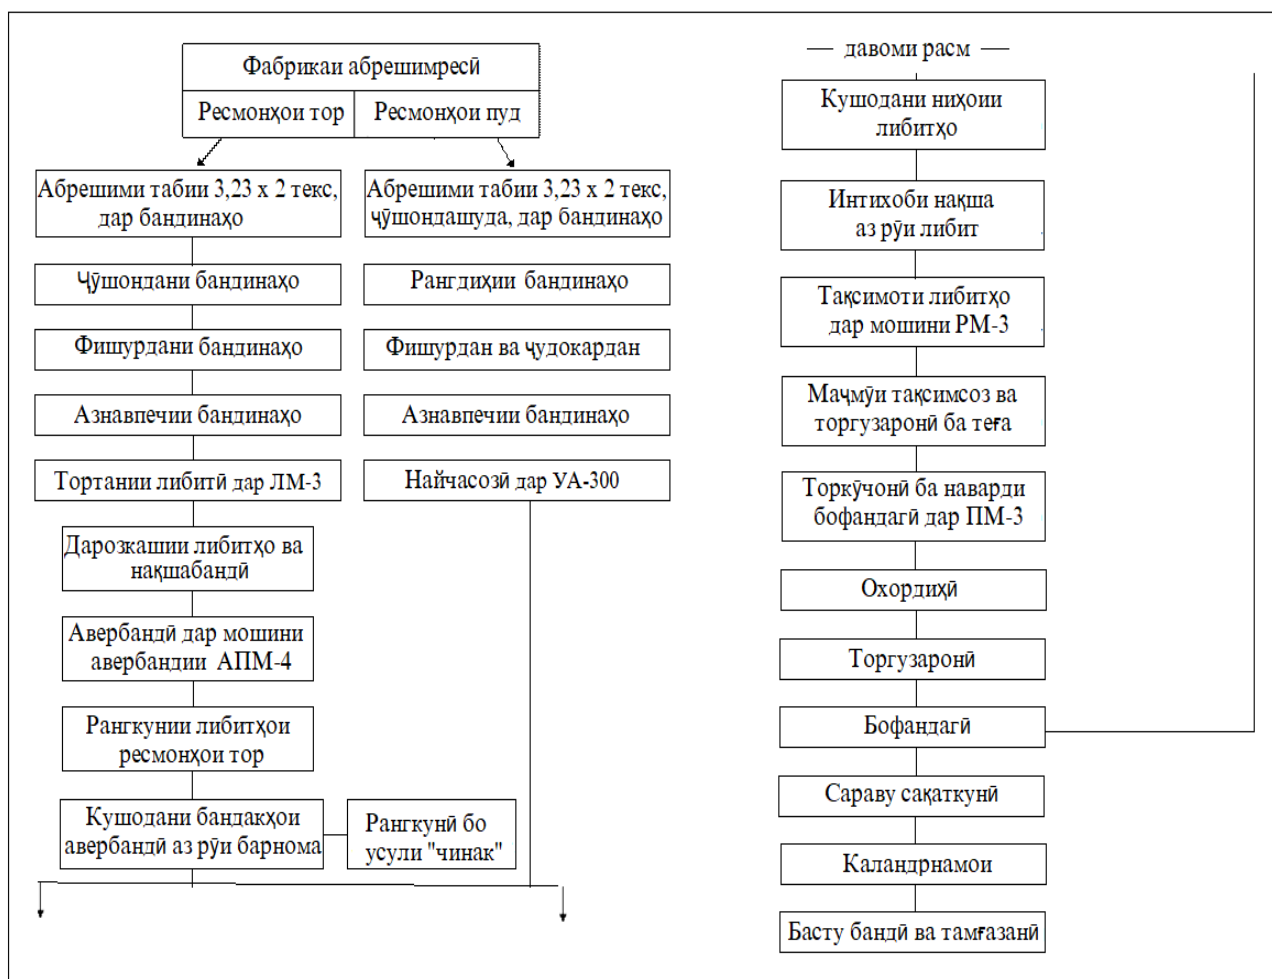 Фабрикаи абрешимресӣ
Ресмонҳои тор
Ресмонҳои пуд
Абрешими табии 3,23 х 2 текс,
дар бандинаҳо
Абрешими табии 3,23 х 2 текс,
ҷӯшондашуда, дар бандинаҳо
Ҷӯшондани бандинаҳо
Рангдиҳии бандинаҳо
Фишурдани бандинаҳо
Фишурдан ва ҷудокардан
Азнавпечии бандинаҳо
Азнавпечии бандинаҳо
Тортании либитӣ дар ЛМ-3
Найчасозӣ дар УА-300
Дарозкашии либитҳо ва
нақшабандӣ
Авербандӣ дар мошини
авербандии АПМ-4
Рангкунии либитҳои
ресмонҳои тор
Кушодани бандакҳои
авербандӣ аз рӯи барнома
Рангкунӣ бо
усули "чинак"
давоми расм
Кушодани ниҳоии
либитҳо
Интихоби нақша
аз рӯи либит
Тақсимоти либитҳо
дар мошини РМ-3
Маҷмӯи тақсимсоз ва
торгузаронӣ ба теға
Торкӯчонӣ ба наварди
бофандагӣ дар ПМ-3
Охордиҳӣ
Торгузаронӣ
Бофандагӣ
Сараву сақаткунӣ
Каландрнамои
Басту бандӣ ва тамғазанӣ